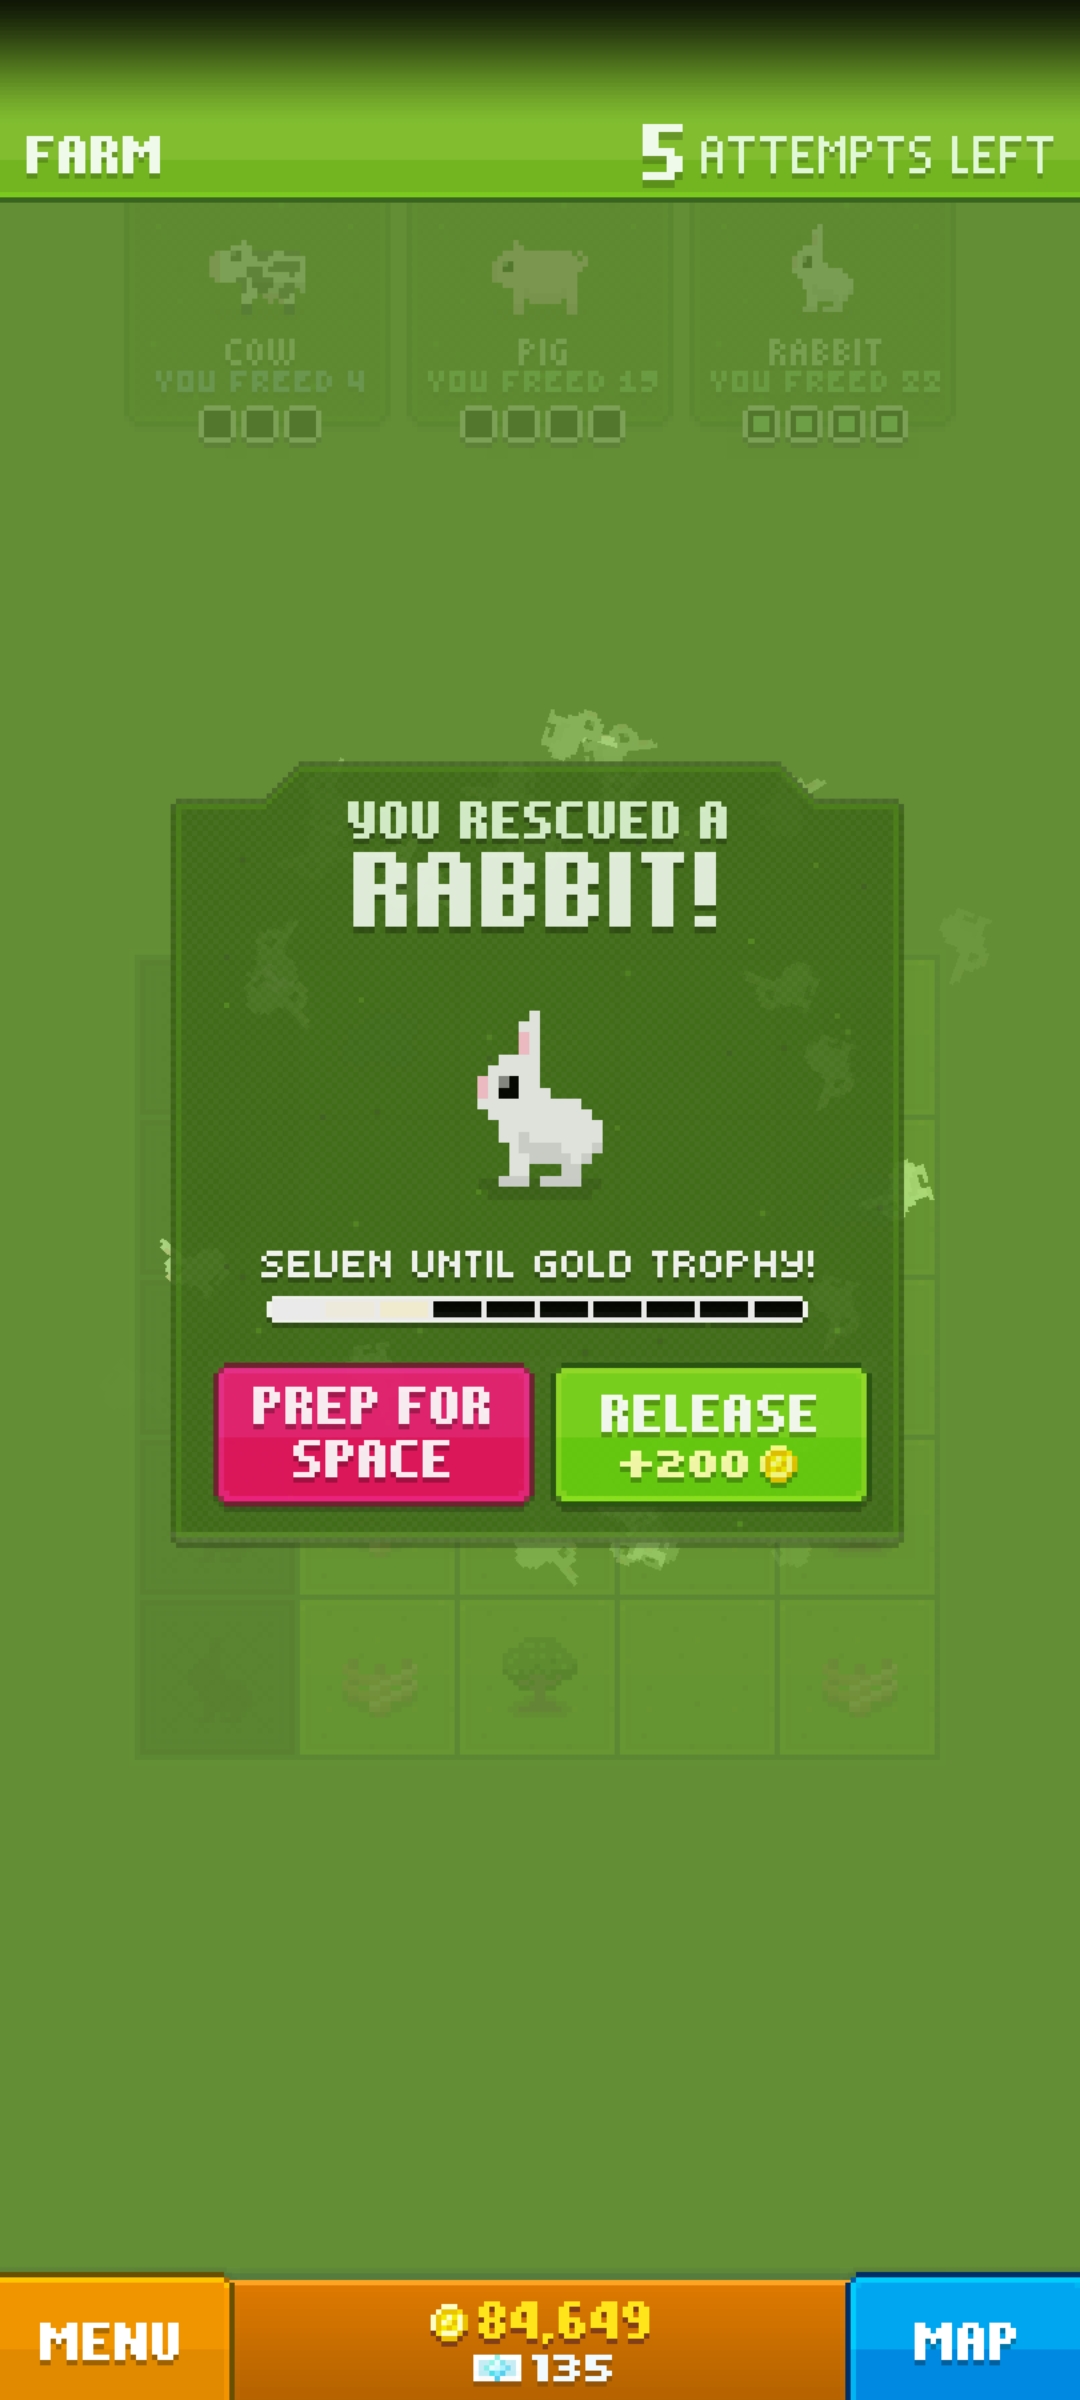 FARM
5 ATTEMPTS LEFT
COW
YOU FREED 4
PIG
YOU FREED 15
RABBIT
YOU FREED 22
YOU RESCUED A
RABBIT!
SEVEN UNTIL GOLD TROPHY!
PREP FOR
SPACE
RELEASE
+200
MENU
84,649
135
MAP